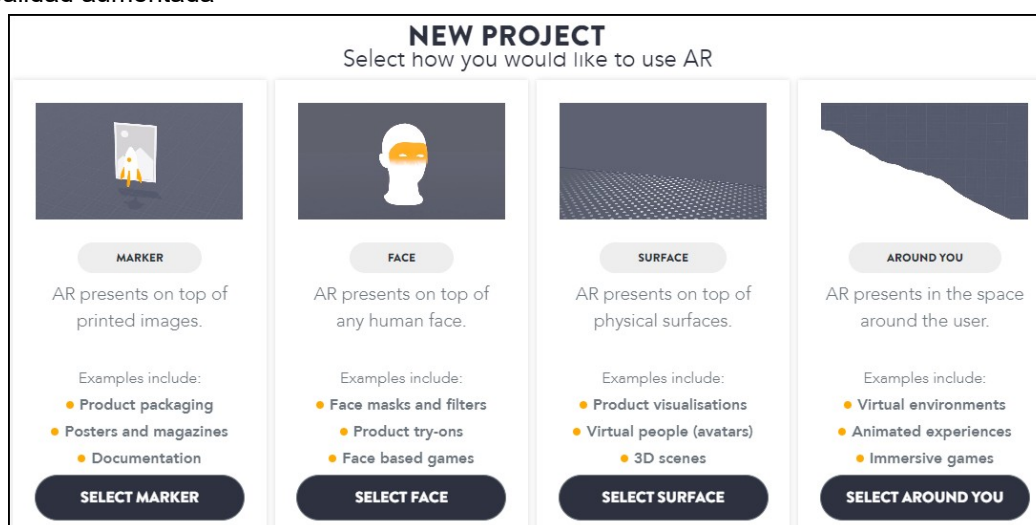 alidad aumentada
NEW PROJECT
Select how you would like to use AR
MARKER
AR presents on top of
printed images.
Examples include:
• Product packaging
• Posters and magazines
• Documentation
SELECT MARKER
FACE
AR presents on top of
any human face.
Examples include:
• Face masks and filters
• Product try-ons
• Face based games
SELECT FACE
SURFACE
AR presents on top of
physical surfaces.
Examples include:
• Product visualisations
• Virtual people (avatars)
• 3D scenes
SELECT SURFACE
AROUND YOU
AR presents in the space
around the user.
Examples include:
• Virtual environments
• Animated experiences
• Immersive games
SELECT AROUND YOU